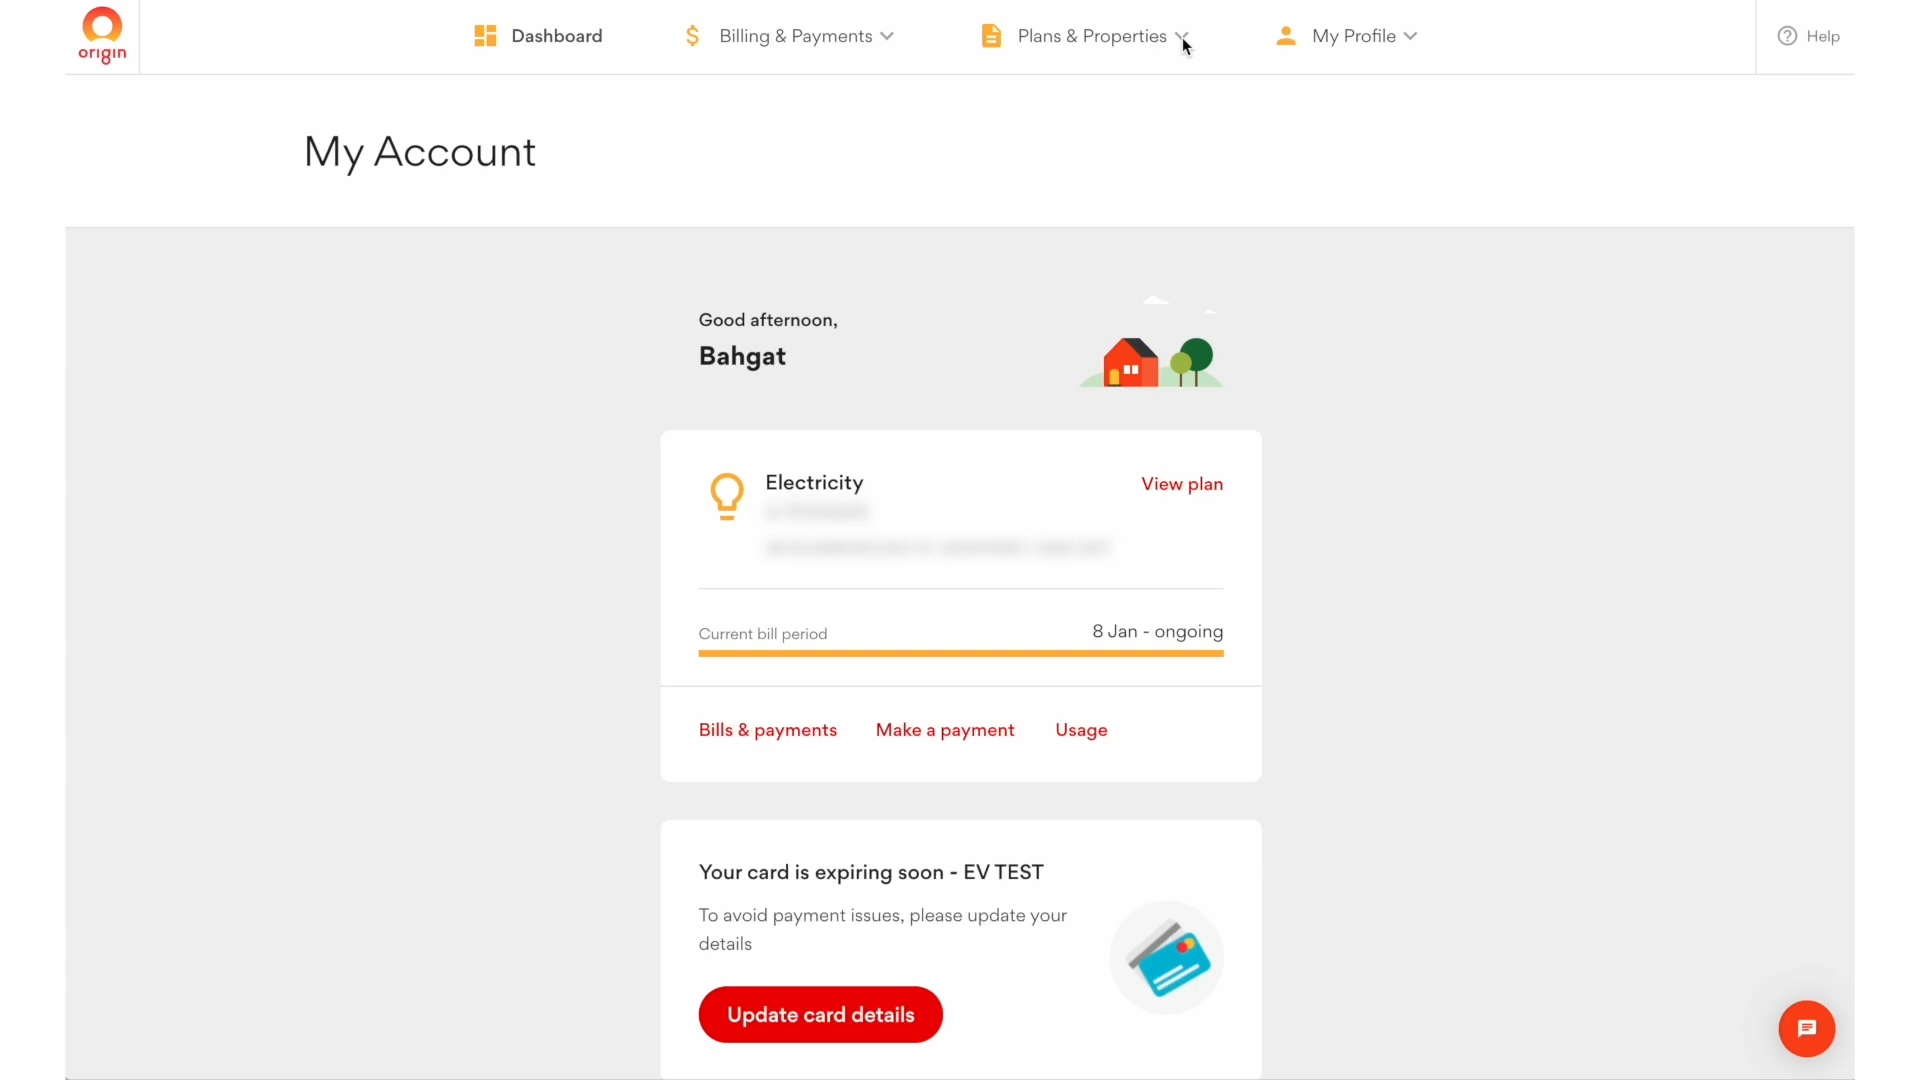 origin
Dashboard
Billing & Payments
Plans & Properties
My Profile
Help
My Account
Good afternoon,
Bahgat
Electricity
View plan
Current bill period
8 Jan - ongoing
Bills & payments
Make a payment
Usage
Your card is expiring soon - EV TEST
To avoid payment issues, please update your
details
Update card details